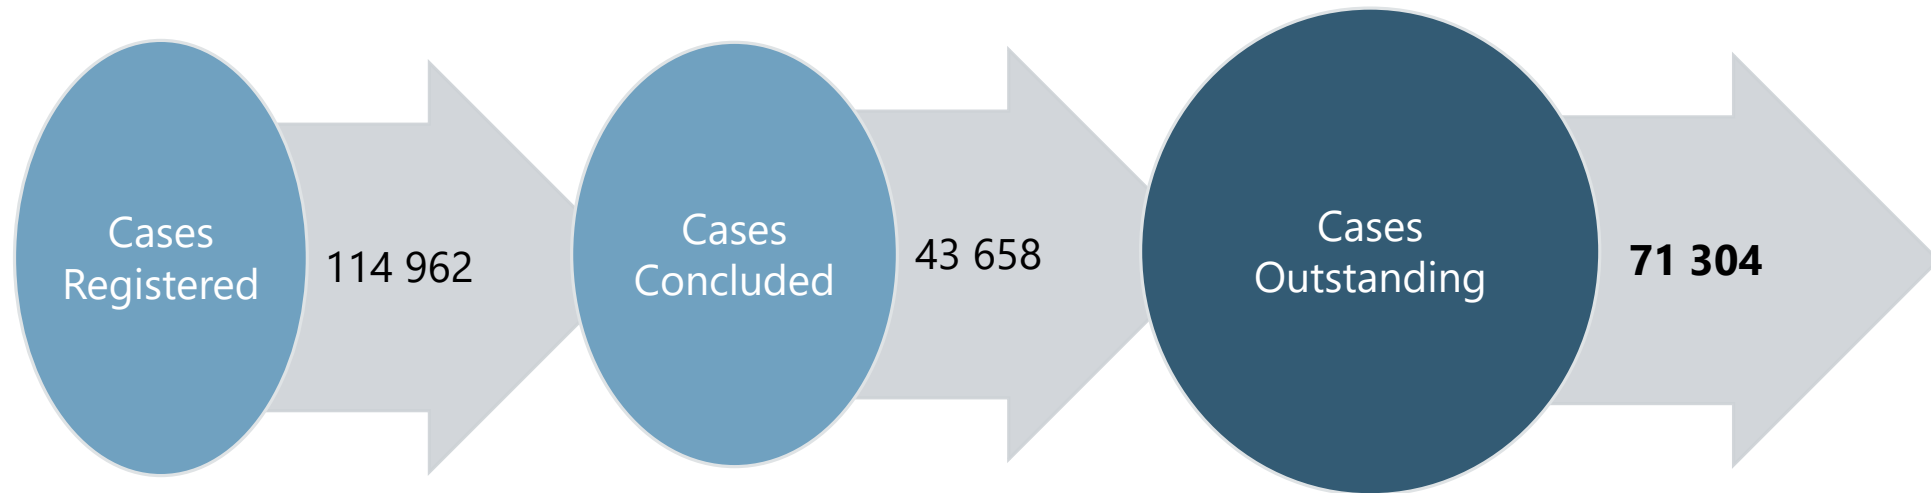 Cases
Registered
114 962
Cases
Concluded
43 658
Cases
Outstanding
71 304